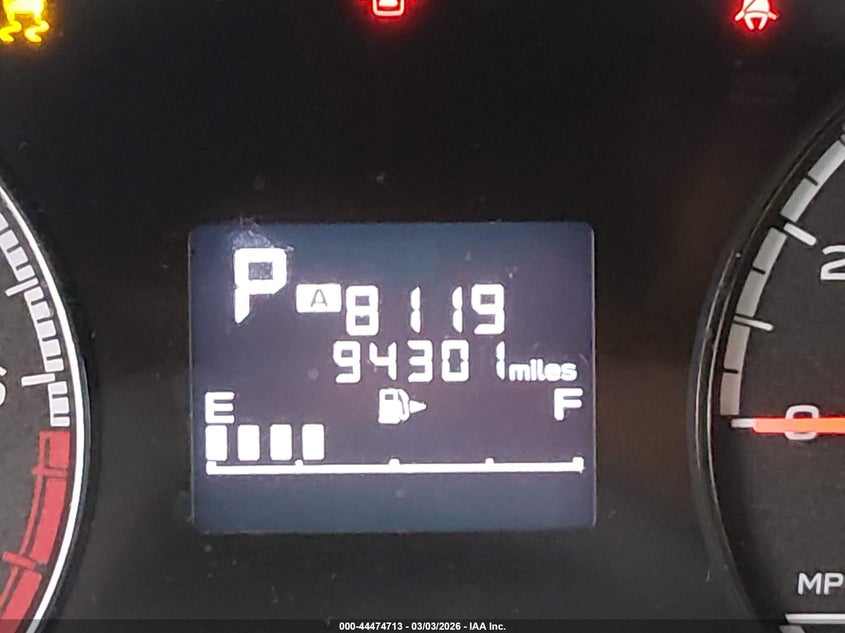 P
A 8119
94301 miles
E F
2
0
MP
000-44474713 - 03/03/2026 - IAA Inc.